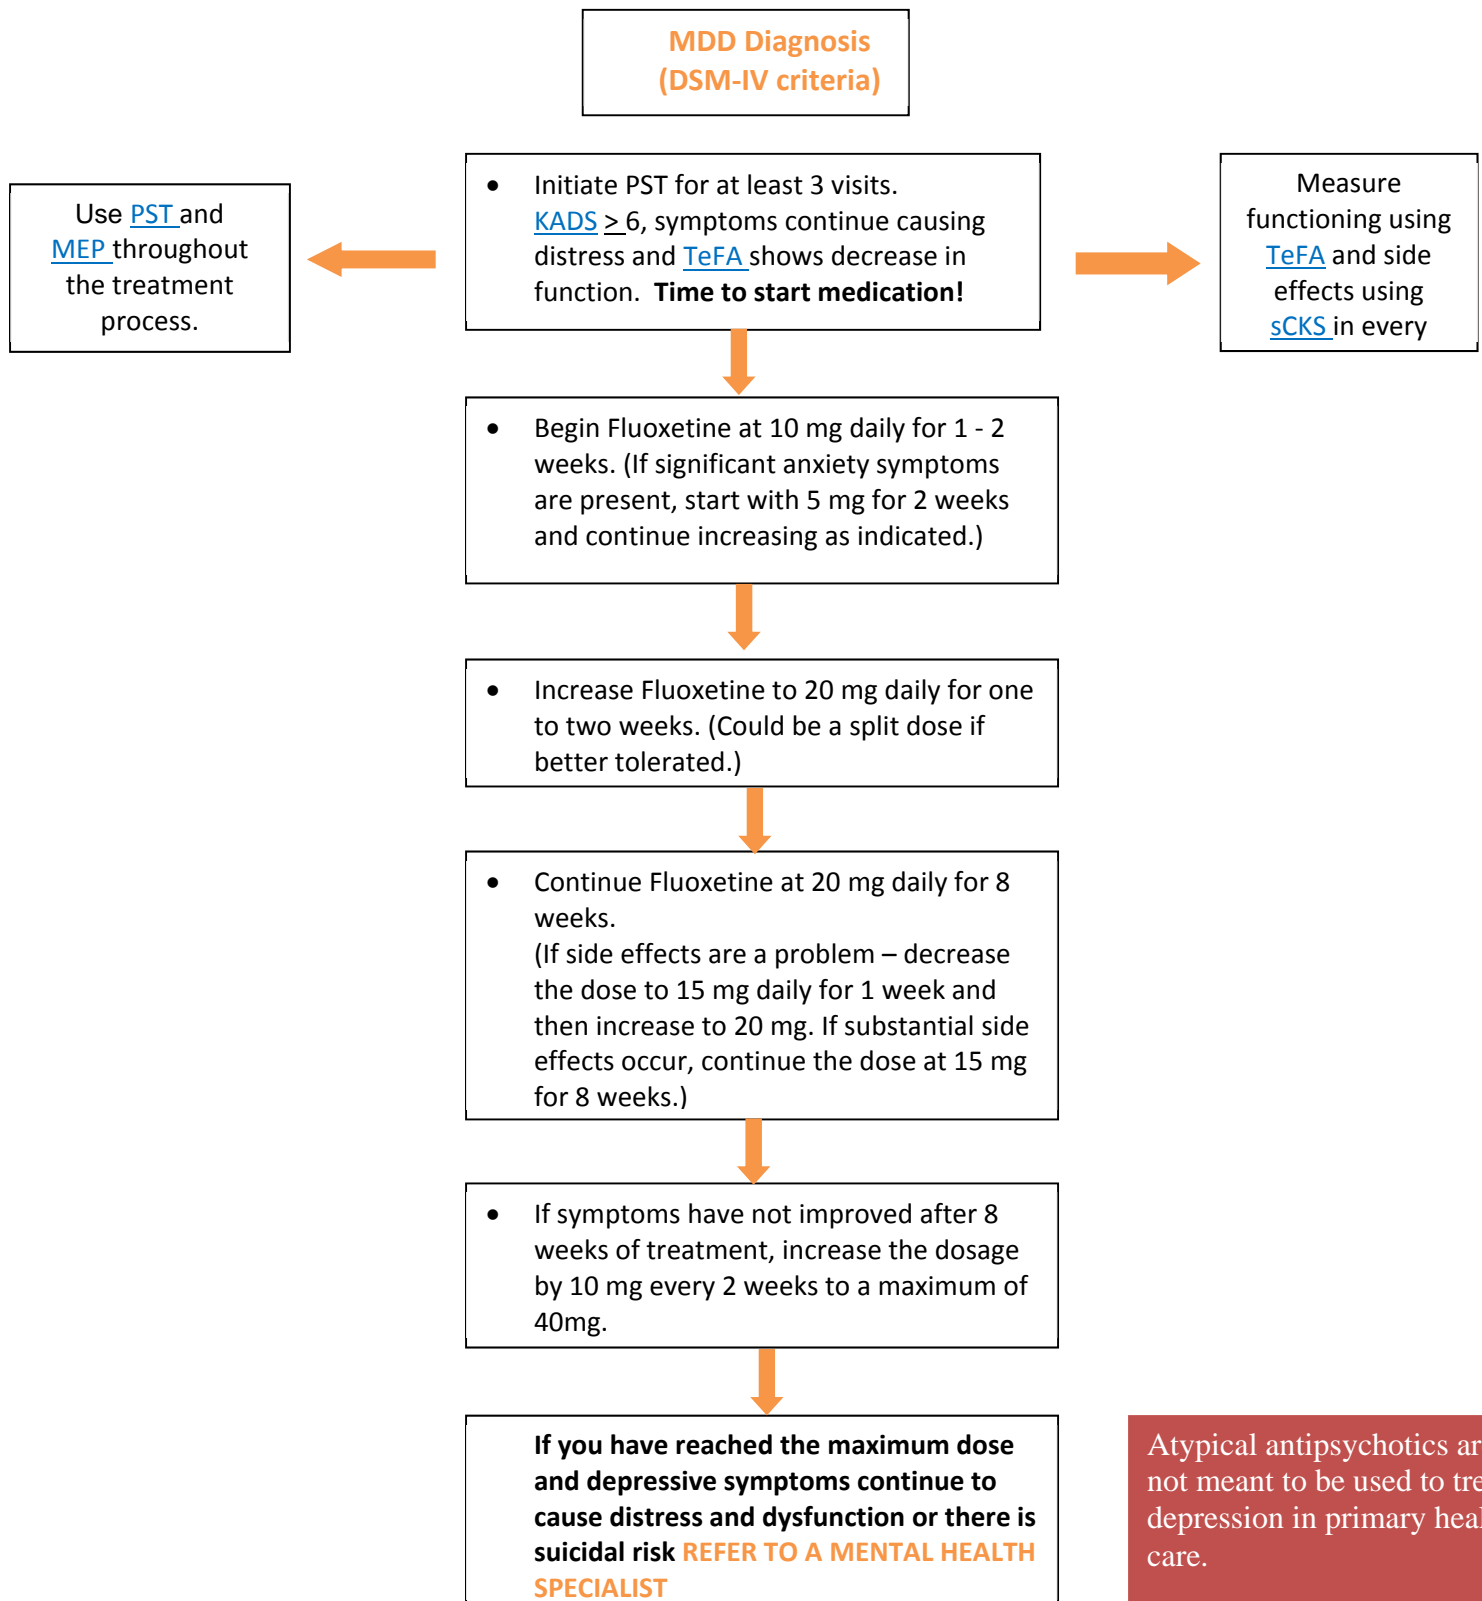 MDD Diagnosis
(DSM-IV criteria)
Use PST and
MEP throughout
the treatment
process.
• Initiate PST for at least 3 visits.
KADS > 6, symptoms continue causing
distress and TeFA shows decrease in
function. Time to start medication!
Measure
functioning using
TeFA and side
effects using
sCKS in every
• Begin Fluoxetine at 10 mg daily for 1 - 2
weeks. (If significant anxiety symptoms
are present, start with 5 mg for 2 weeks
and continue increasing as indicated.)
• Increase Fluoxetine to 20 mg daily for one
to two weeks. (Could be a split dose if
better tolerated.)
• Continue Fluoxetine at 20 mg daily for 8
weeks.
(If side effects are a problem – decrease
the dose to 15 mg daily for 1 week and
then increase to 20 mg. If substantial side
effects occur, continue the dose at 15 mg
for 8 weeks.)
• If symptoms have not improved after 8
weeks of treatment, increase the dosage
by 10 mg every 2 weeks to a maximum of
40mg.
If you have reached the maximum dose
and depressive symptoms continue to
cause distress and dysfunction or there is
suicidal risk REFER TO A MENTAL HEALTH
SPECIALIST
Atypical antipsychotics
not meant to be used to
depression in primary
care.